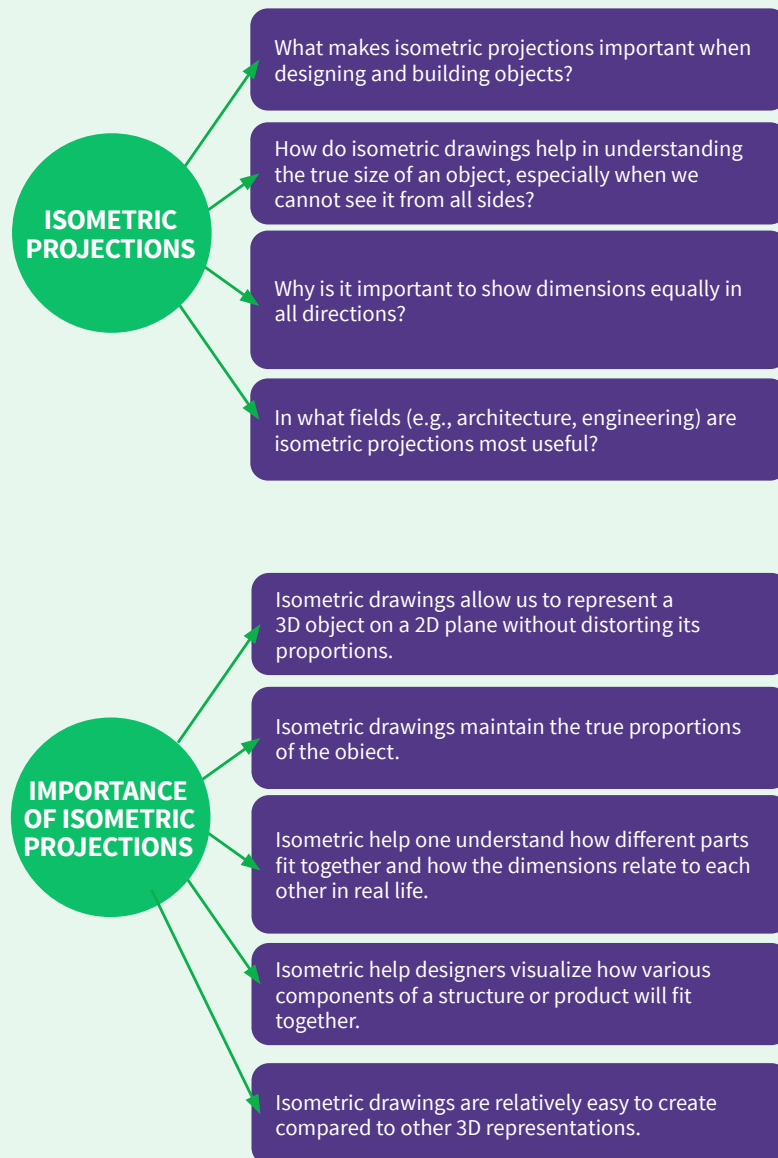 ISOMETRIC
PROJECTIONS
What makes isometric projections important when
designing and building objects?
How do isometric drawings help in understanding
the true size of an object, especially when we
cannot see it from all sides?
Why is it important to show dimensions equally in
all directions?
In what fields (e.g., architecture, engineering) are
isometric projections most useful?
IMPORTANCE
OF ISOMETRIC
PROJECTIONS
Isometric drawings allow us to represent a
3D object on a 2D plane without distorting its
proportions.
Isometric drawings maintain the true proportions
of the obiect.
Isometric help one understand how different parts
fit together and how the dimensions relate to each
other in real life.
Isometric help designers visualize how various
components of a structure or product will fit
together.
Isometric drawings are relatively easy to create
compared to other 3D representations.